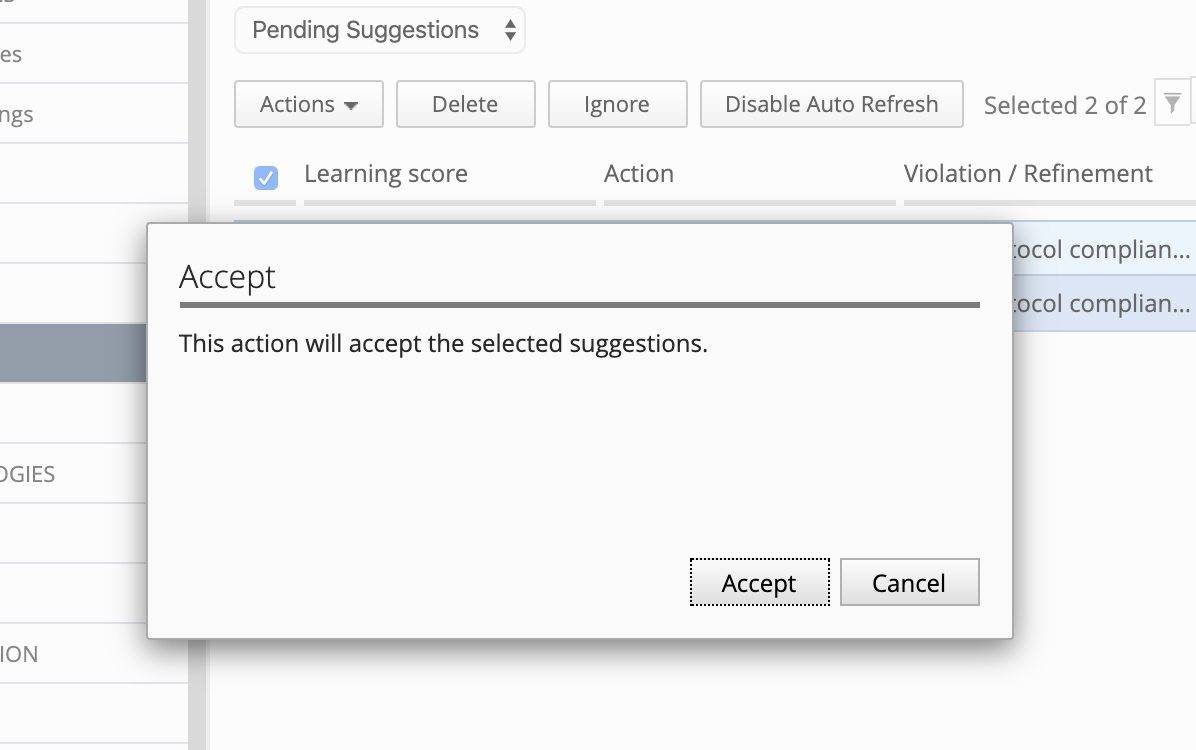 Pending Suggestions
es
Actions Delete Ignore Disable Auto Refresh Selected 2 of 2
ngs
Learning score Action Violation / Refinement
tocol complian...
Accept
tocol complian...
This action will accept the selected suggestions.
OGIES
Accept Cancel
ION